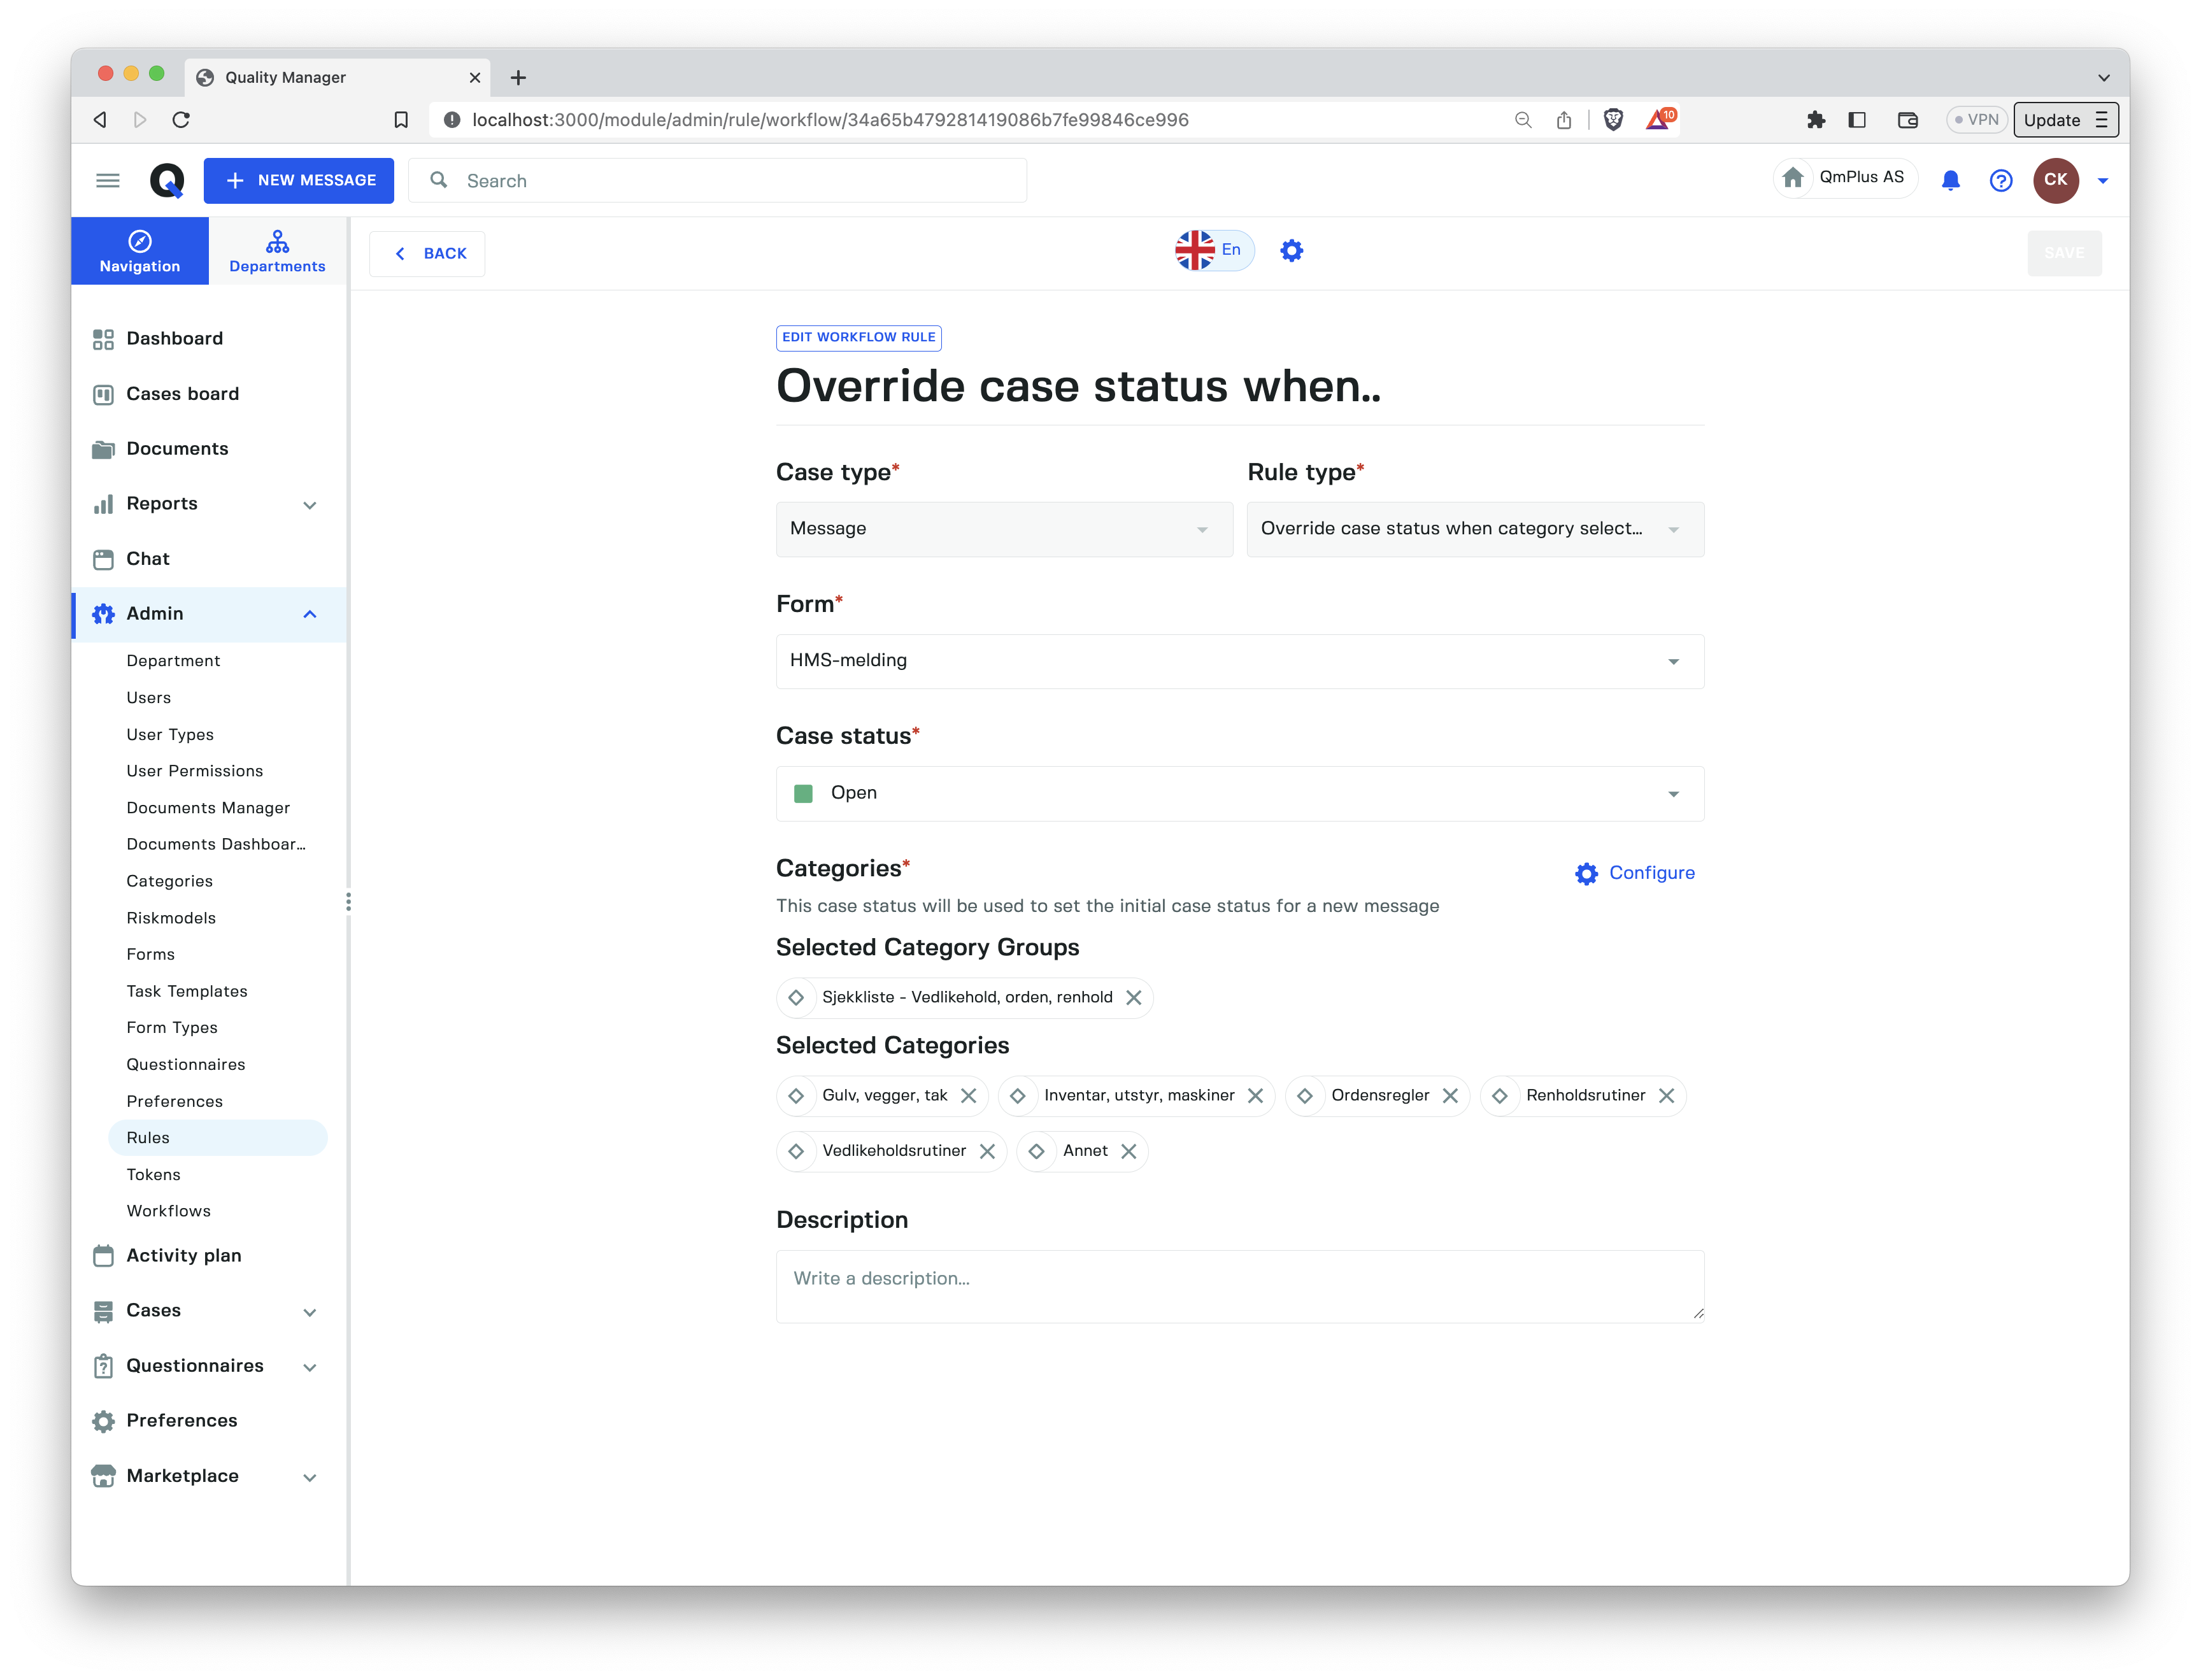 Quality Manager
localhost:3000/module/admin/rule/workflow/34a65b479281419086b7fe99846ce996
10
VPN
Update
NEW MESSAGE
Search
QmPlus AS
CK
Navigation
Departments
BACK
En
SAVE
Dashboard
Cases board
Documents
Reports
Chat
Admin
Department
Users
User Types
User Permissions
Documents Manager
Documents Dashboar...
Categories
Riskmodels
Forms
Task Templates
Form Types
Questionnaires
Preferences
Rules
Tokens
Workflows
Activity plan
Cases
Questionnaires
Preferences
Marketplace
EDIT WORKFLOW RULE
Override case status when..
Case type* Rule type*
Message Override case status when category select...
Form*
HMS-melding
Case status*
Open
Categories* Configure
This case status will be used to set the initial case status for a new message
Selected Category Groups
Sjekkliste - Vedlikehold, orden, renhold
Selected Categories
Gulv, vegger, tak Inventar, utstyr, maskiner Ordensregler Renholdsrutiner
Vedlikeholdsrutiner Annet
Description
Write a description...